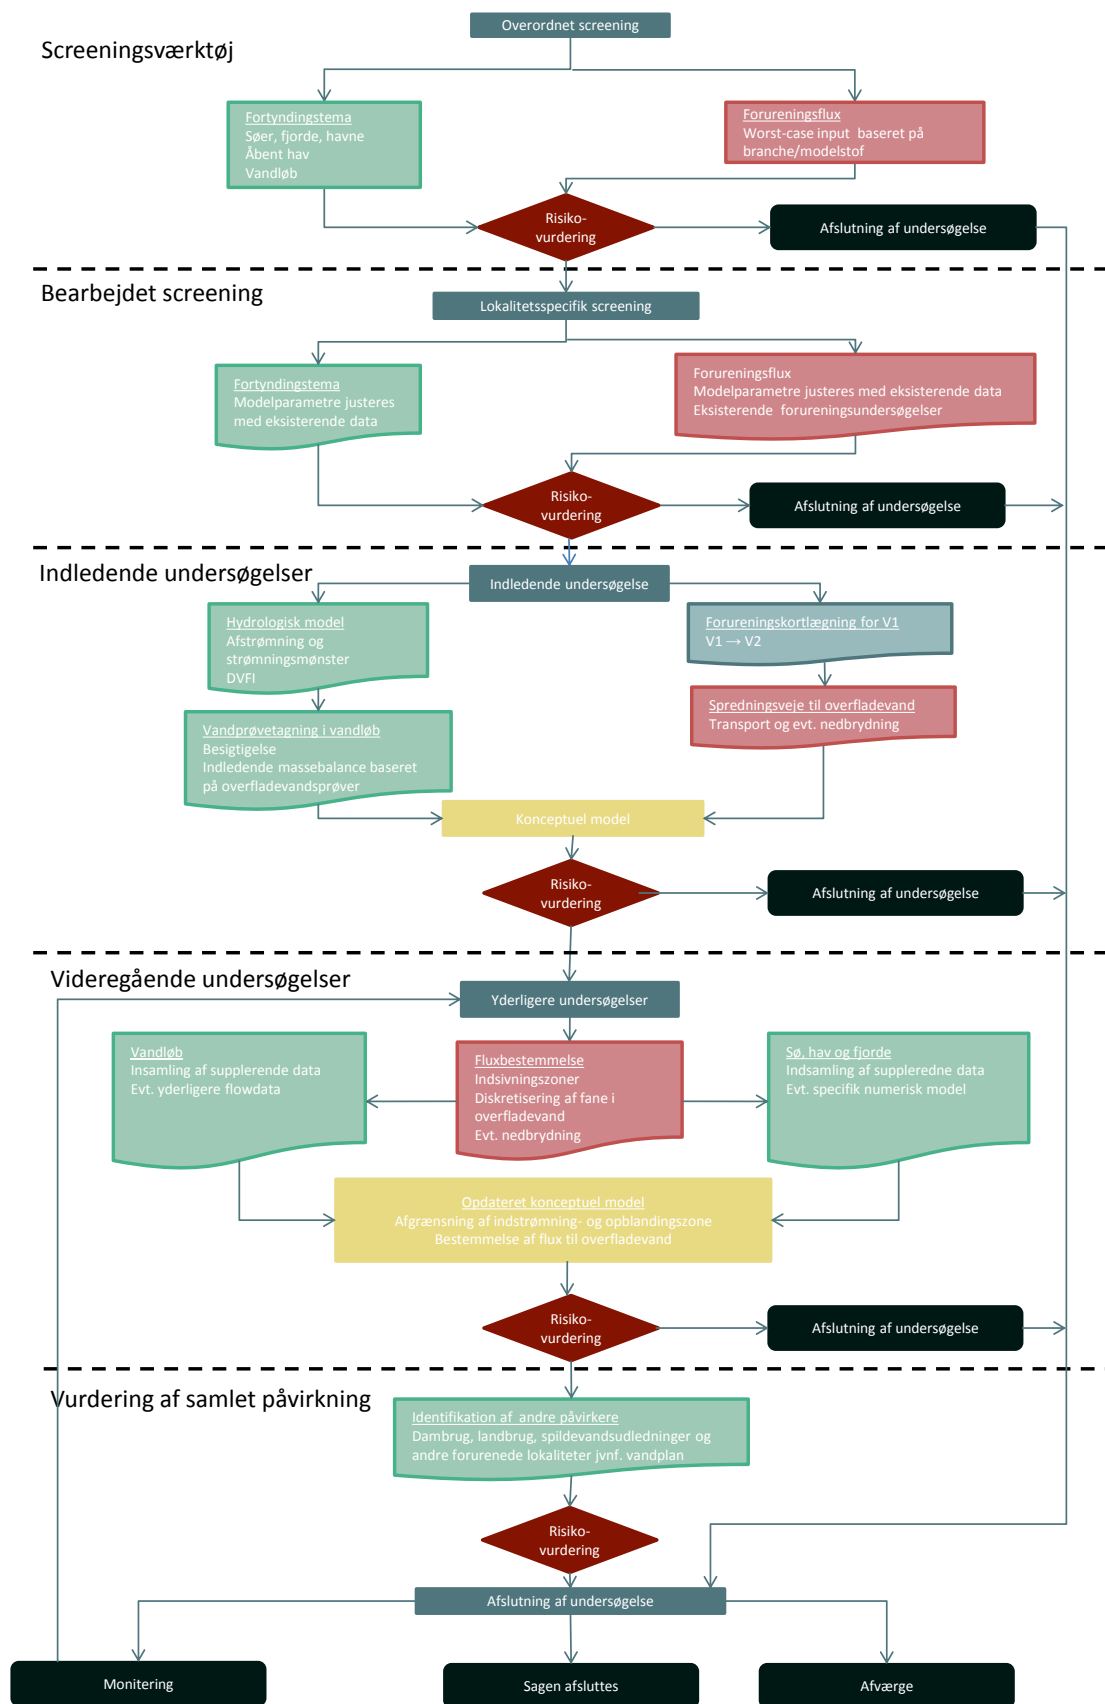 Overordnet screening
Screeningsværktøj
Fortyndingstema
Søer, fjorde, havne
Åbent hav
Vandløb
Forureningsflux
Worst-case input baseret på
branche/modelstof
Risiko-
vurdering
Afslutning af undersøgelse
Bearbejdet screening
Lokalitetsspecifik screening
Fortyndingstema
Modelparametre justeres
med eksisterende data
Forureningsflux
Modelparametre justeres med eksisterende data
Eksisterende forureningsundersøgelser
Risiko-
vurdering
Afslutning af undersøgelse
Indledende undersøgelser
Indledende undersøgelse
Hydrologisk model
Afstrømning og
strømningsmønster
DVFI
Forureningskortlægning for V1
V1 → V2
Vandprøvetagning i vandløb
Besigtigelse
Indledende massebalance baseret
på overfladevandsprøver
Spredningsveje til overfladevand
Transport og evt. nedbrydning
Konceptuel model
Risiko-
vurdering
Afslutning af undersøgelse
Videregående undersøgelser
Yderligere undersøgelser
Vandløb
Insamling af supplerende data
Evt. yderligere flowdata
Fluxbestemmelse
Indsivningszoner
Diskretisering af fane i
overfladevand
Evt. nedbrydning
Sø, hav og fjorde
Indsamling af suppleredne data
Evt. specifik numerisk model
Opdateret konceptuel model
Afgrænsning af indstrømning- og opblandingszone
Bestemmelse af flux til overfladevand
Risiko-
vurdering
Afslutning af undersøgelse
Vurdering af samlet påvirkning
Identifikation af andre påvirkere
Dambrug, landbrug, spildevandsudledninger og
andre forurenede lokaliteter jvnf. vandplan
Risiko-
vurdering
Afslutning af undersøgelse
Monitering
Sagen afsluttes
Afværge